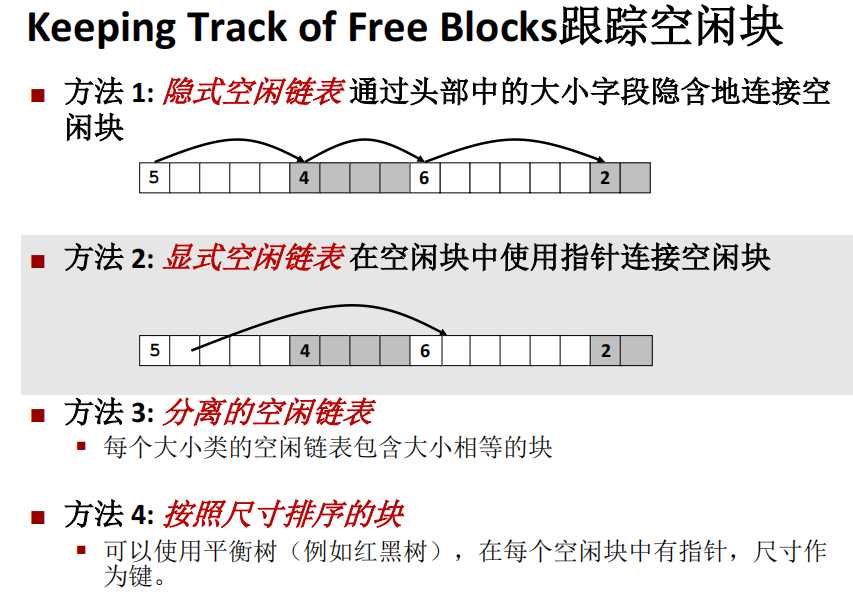 Keeping Track of Free Blocks跟踪空闲块
■ 方法 1: 隐式空闲链表 通过头部中的大小字段隐含地连接空
闲块
5 4 6 2
■ 方法 2: 显式空闲链表 在空闲块中使用指针连接空闲块
5 4 6 2
■ 方法 3: 分离的空闲链表
▪ 每个大小类的空闲链表包含大小相等的块
■ 方法 4: 按照尺寸排序的块
▪ 可以使用平衡树（例如红黑树），在每个空闲块中有指针，尺寸作
为键。